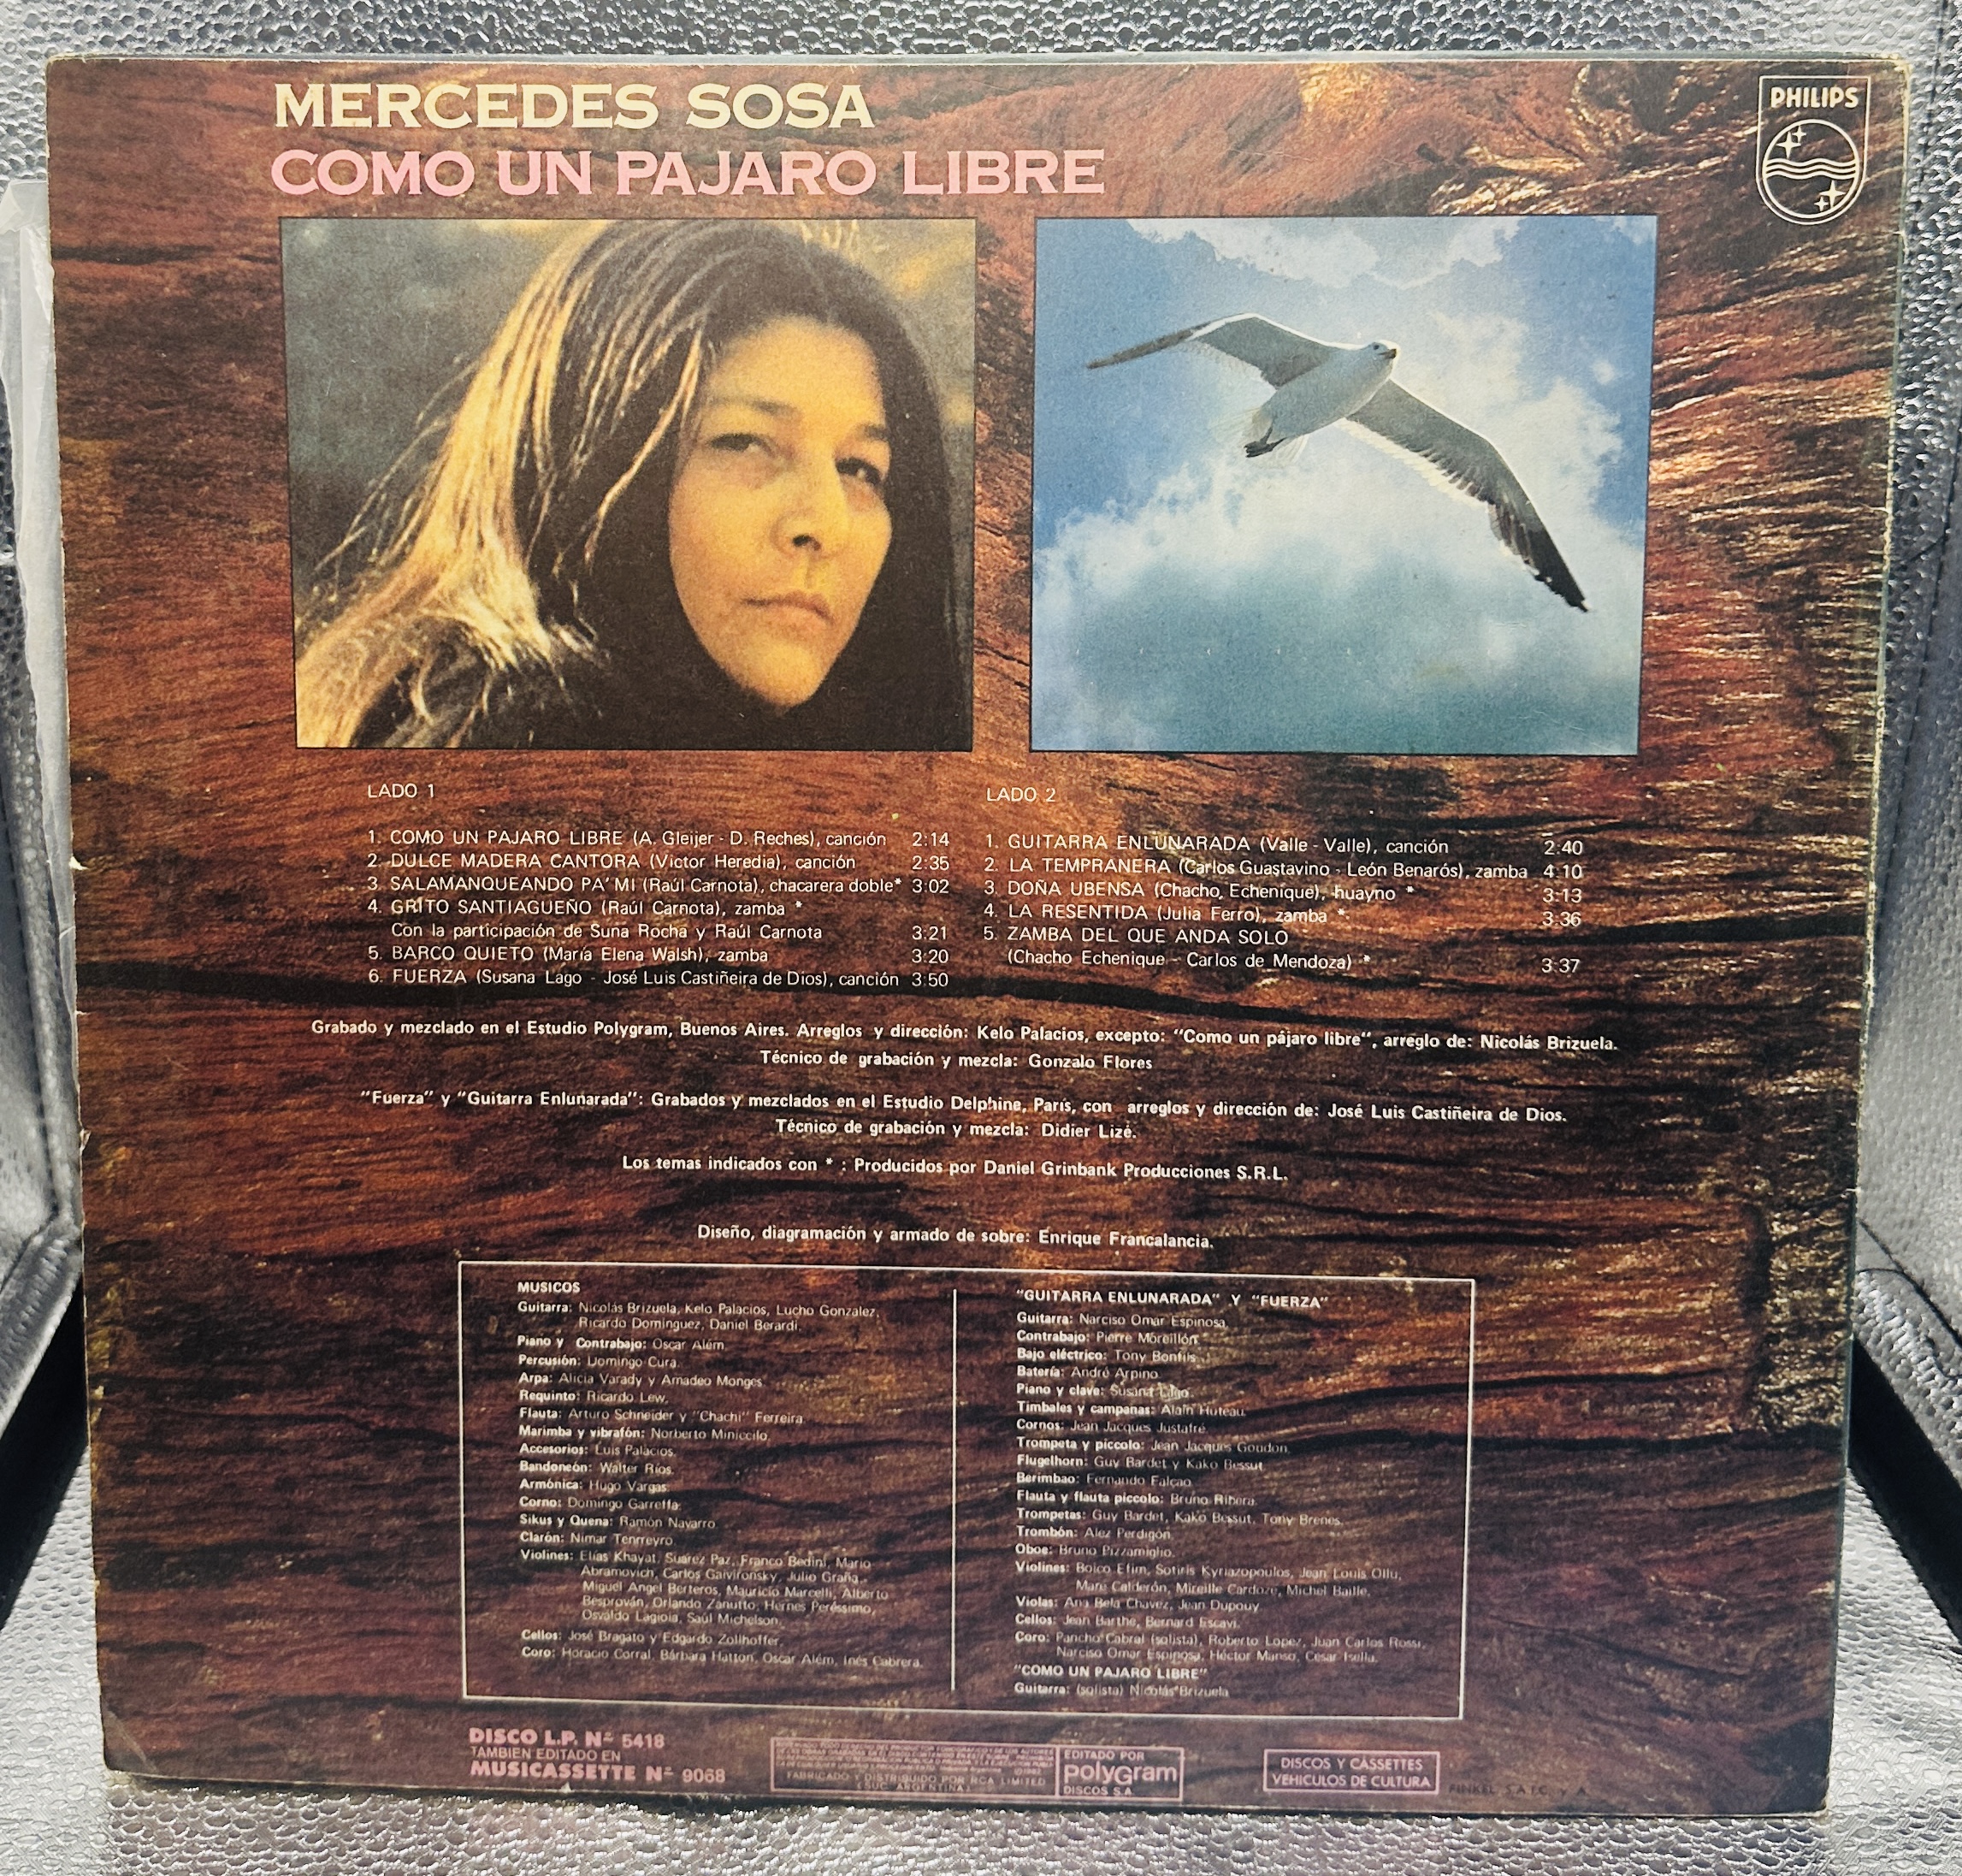 MERCEDES SOSA
COMO UN PAJARO LIBRE
PHILIPS
LADO 1
1. COMO UN PAJARO LIBRE (A. Gleijer - D. Reches), canción 2:14
2. DULCE MADERA CANTORA (Victor Heredia), canción 2:35
3. SALAMANQUEANDO PA' MI (Raúl Carnota), chacarera doble* 3:02
4. GRITO SANTIAGUEÑO (Raúl Carnota), zamba *
Con la participación de Suna Rocha y Raúl Carnota 3:21
5. BARCO QUIETO (María Elena Walsh), zamba 3:20
6. FUERZA (Susana Lago - José Luis Castiñeira de Dios), canción 3:50
LADO 2
1. GUITARRA ENLUNARADA (Valle - Valle), canción 2:40
2. LA TEMPRANERA (Carlos Guastavino - León Benarós), zamba 4:10
3. DOÑA UBENSA (Chacho, Echenique), huayno * 3:13
4. LA RESENTIDA (Julia Ferro), zamba * 3:36
5. ZAMBA DEL QUE ANDA SOLO
(Chacho Echenique - Carlos de Mendoza) * 3:37
Grabado y mezclado en el Estudio Polygram, Buenos Aires. Arreglos y dirección: Kelo Palacios, excepto: "Como un pájaro libre", arreglo de: Nicolás Brizuela.
Técnico de grabación y mezcla: Gonzalo Flores
"Fuerza" y "Guitarra Enlunarada": Grabados y mezclados en el Estudio Delphine, París, con arreglos y dirección de: José Luis Castiñeira de Dios.
Técnico de grabación y mezcla: Didier Lizé.
Los temas indicados con * : Producidos por Daniel Grinbank Producciones S.R.L.
Diseño, diagramación y armado de sobre: Enrique Francalancia.
MUSICOS
Guitarra: Nicolás Brizuela, Kelo Palacios, Lucho González,
Ricardo Domínguez, Daniel Berardi.
Piano y Contrabajo: Oscar Além.
Percusión: Domingo Cura
Arpa: Alicia Varady y Amadeo Monges
Requinto: Ricardo Lew.
Flauta: Arturo Schneider y "Chachi" Ferreira
Marimba y vibrafón: Norberto Miniccilo
Accesorios: Luis Palacios.
Bandoneón: Walter Ríos
Armónica: Hugo Vargas.
Corno: Domingo Garreffa.
Sikus y Quena: Ramón Navarro
Clarón: Nimar Tenrreyro
Violines: Elías Khayat, Suarez Paz, Franco Bedini, Mario
Abramovich, Carlos Gaivironsky, Julio Graña,
Miguel Angel Berteros, Mauricio Marcelli, Alberto
Besprován, Orlando Zanutto, Hernes Peréssimo,
Osvaldo Lagioia, Saúl Michelson.
Cellos: José Bragato y Edgardo Zollhoffer
Coro: Horacio Corral, Bárbara Hatton, Oscar Além, Inés Cabrera.
"GUITARRA ENLUNARADA" Y "FUERZA"
Guitarra: Narciso Omar Espinosa
Contrabajo: Pierre Moreillón
Bajo eléctrico: Tony Bonfils
Batería: André Arpino
Piano y clave: Susana Lago
Timbales y campanas: Alain Huteau
Cornos: Jean Jacques Justafré
Trompeta y piccolo: Jean Jacques Goudon
Flugelhorn: Guy Bardet y Kako Bessut
Berimbao: Fernando Falcao
Flauta y flauta piccolo: Bruno Ribera
Trompetas: Guy Bardet, Kako Bessut, Tony Brenes.
Trombón: Alez Perdigón
Oboe: Bruno Pizzamiglio.
Violines: Boico Efim, Sotiris Kyriazopoulos, Jean Louis Ollu,
Marc Calderón, Mireille Cardoze, Michel Baille.
Violas: Ana Bela Chavez, Jean Dupouy
Cellos: Jean Barthe, Bernard Escavi.
Coro: Pancho Cabral (solista), Roberto Lopez, Juan Carlos Rossi,
Narciso Omar Espinosa, Héctor Manso, Cesar Isella.
"COMO UN PAJARO LIBRE"
Guitarra: (solista) Nicolás Brizuela
DISCO L.P. Nº 5418
TAMBIEN EDITADO EN
MUSICASSETTE Nº 9068
FABRICADO Y DISTRIBUIDO POR RCA LIMITED
(SUC. ARGENTINA)
EDITADO POR
polyGram
DISCOS S.A.
DISCOS Y CASSETTES
VEHICULOS DE CULTURA